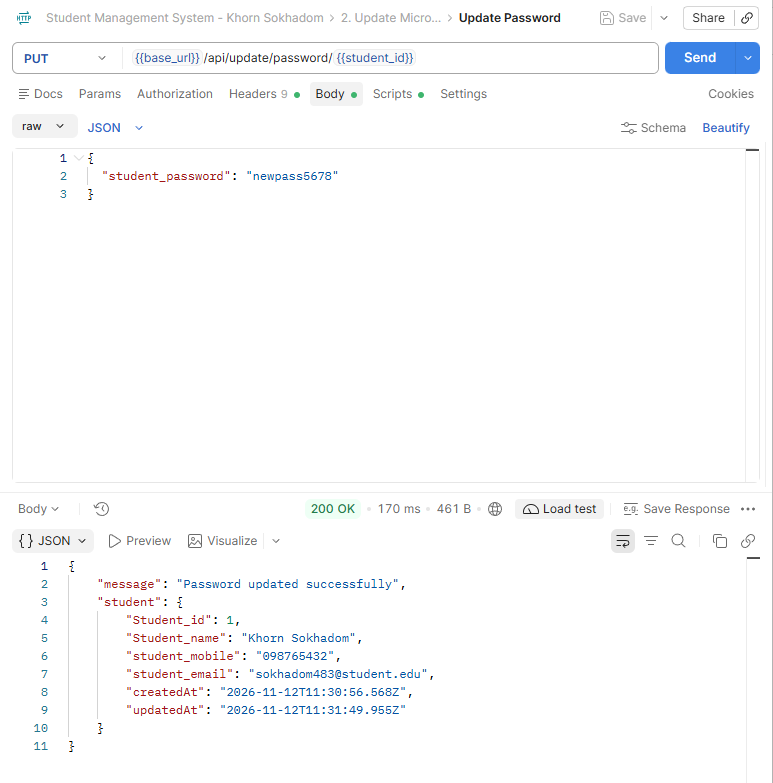 HTTP Student Management System - Khorn Sokhadom > 2. Update Micro... > Update Password Save Share
PUT {{base_url}} /api/update/password/ {{student_id}} Send
Docs Params Authorization Headers 9 Body Scripts Settings Cookies
raw JSON Schema Beautify
1 {
2 "student_password": "newpass5678"
3 }
Body 200 OK • 170 ms • 461 B Load test e.g. Save Response
{} JSON Preview Visualize
1 {
2 "message": "Password updated successfully",
3 "student": {
4 "Student_id": 1,
5 "Student_name": "Khorn Sokhadom",
6 "student_mobile": "098765432",
7 "student_email": "sokhadom483@student.edu",
8 "createdAt": "2026-11-12T11:30:56.568Z",
9 "updatedAt": "2026-11-12T11:31:49.955Z"
10 }
11 }